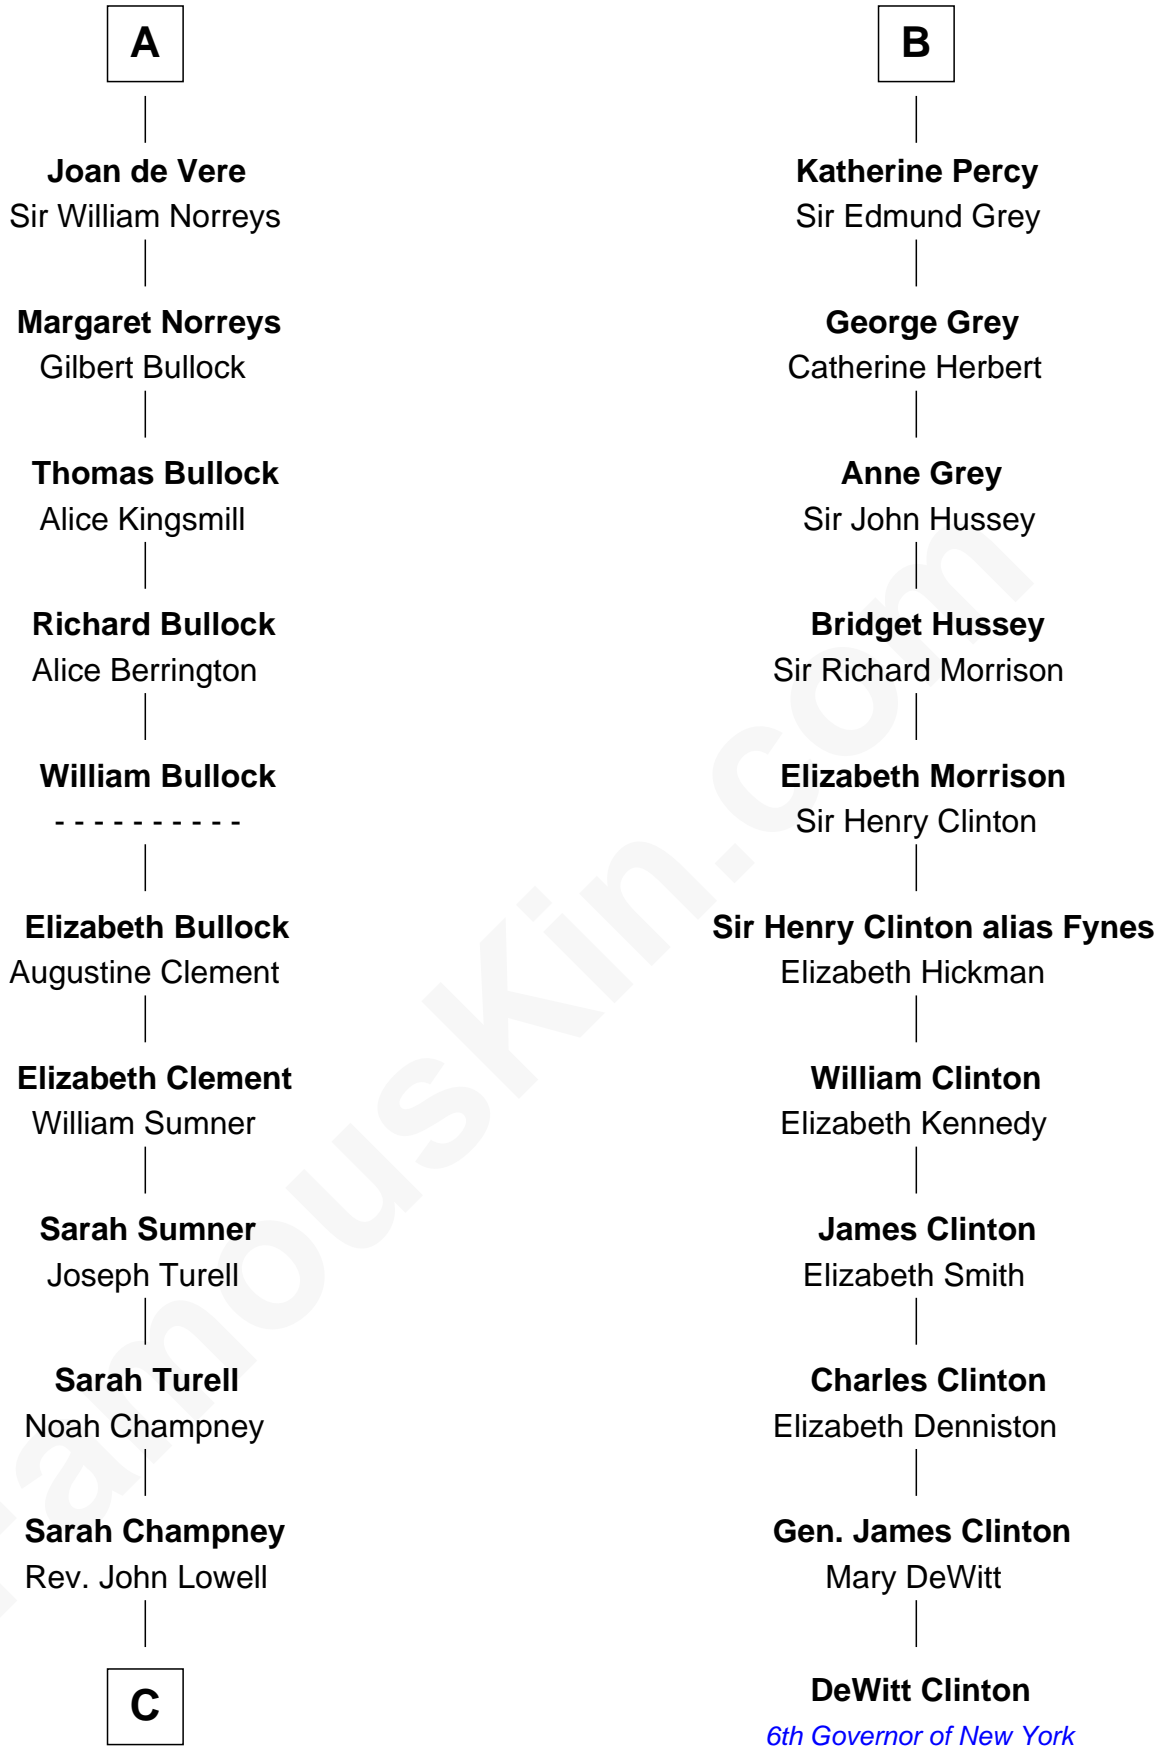 A
Joan de Vere
Sir William Norreys
Margaret Norreys
Gilbert Bullock
Thomas Bullock
Alice Kingsmill
Richard Bullock
Alice Berrington
William Bullock
- - - - - - - - - -
Elizabeth Bullock
Augustine Clement
Elizabeth Clement
William Sumner
Sarah Sumner
Joseph Turell
Sarah Turell
Noah Champney
Sarah Champney
Rev. John Lowell
C
B
Katherine Percy
Sir Edmund Grey
George Grey
Catherine Herbert
Anne Grey
Sir John Hussey
Bridget Hussey
Sir Richard Morrison
Elizabeth Morrison
Sir Henry Clinton
Sir Henry Clinton alias Fynes
Elizabeth Hickman
William Clinton
Elizabeth Kennedy
James Clinton
Elizabeth Smith
Charles Clinton
Elizabeth Denniston
Gen. James Clinton
Mary DeWitt
DeWitt Clinton
6th Governor of New York
FamousKin.com